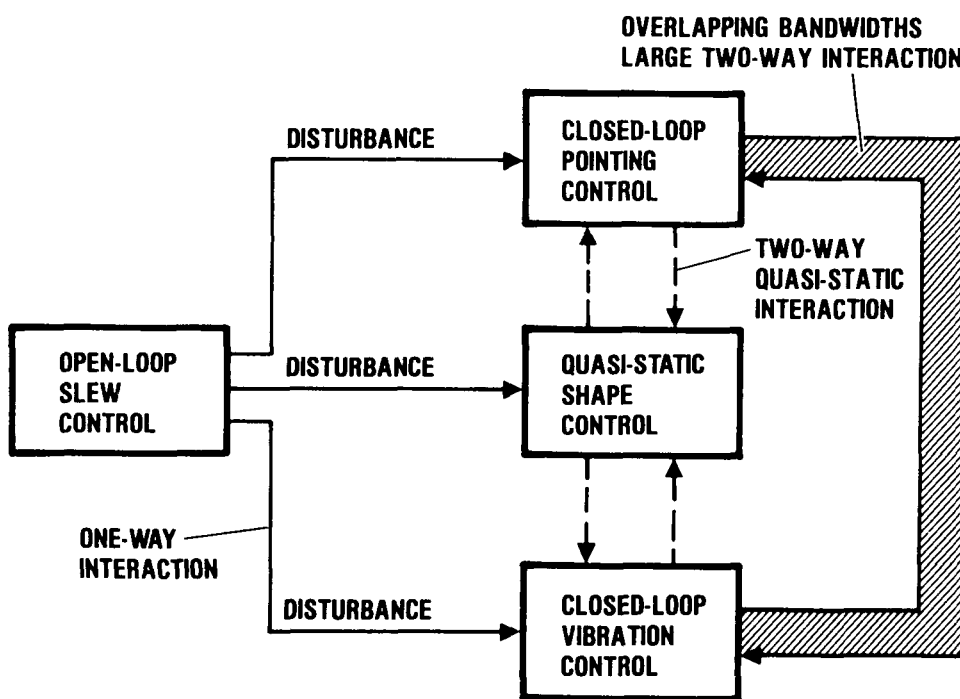 OVERLAPPING BANDWIDTHS
LARGE TWO-WAY INTERACTION
DISTURBANCE
CLOSED-LOOP
POINTING
CONTROL
TWO-WAY
QUASI-STATIC
INTERACTION
OPEN-LOOP
SLEW
CONTROL
DISTURBANCE
QUASI-STATIC
SHAPE
CONTROL
ONE-WAY
INTERACTION
DISTURBANCE
CLOSED-LOOP
VIBRATION
CONTROL